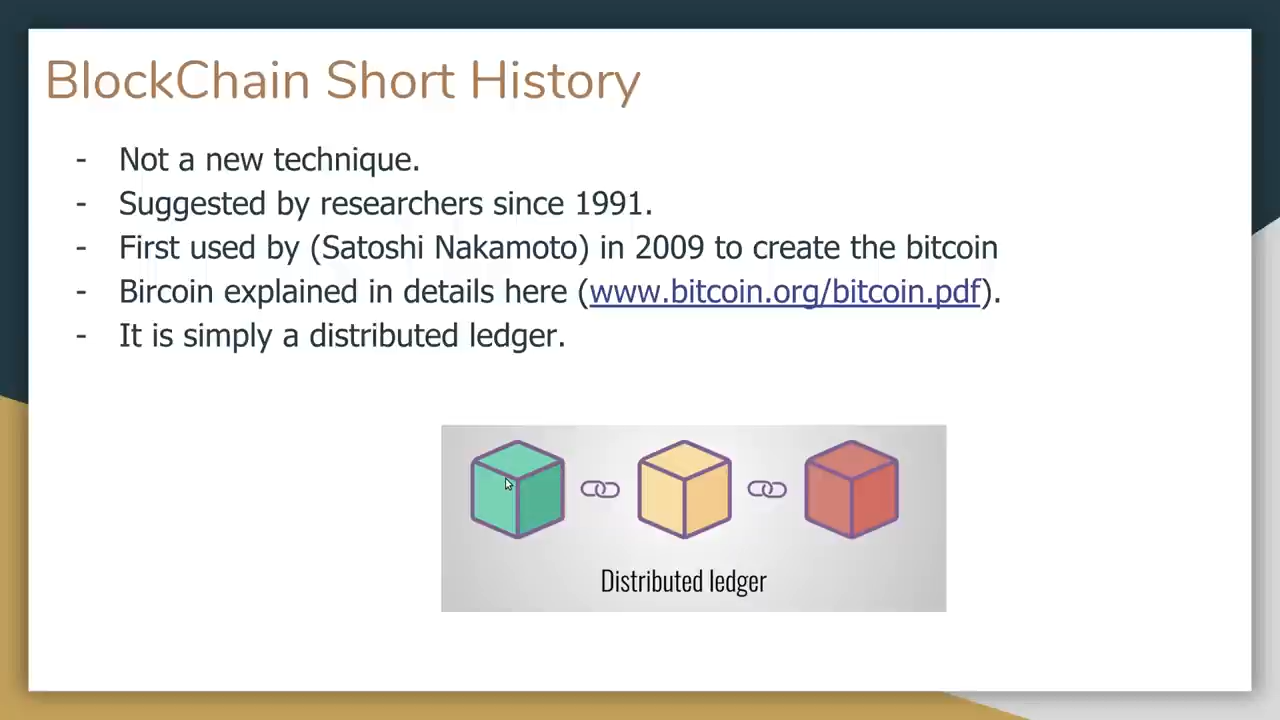 BlockChain Short History
- Not a new technique.
- Suggested by researchers since 1991.
- First used by (Satoshi Nakamoto) in 2009 to create the bitcoin
- Bircoin explained in details here (www.bitcoin.org/bitcoin.pdf).
- It is simply a distributed ledger.
Distributed ledger